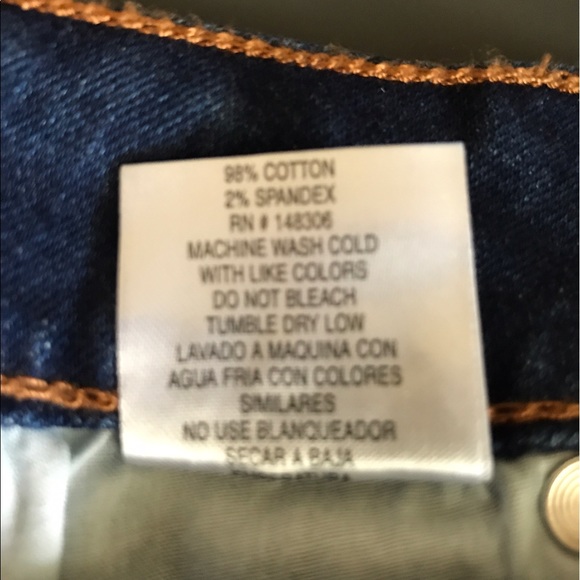 98% COTTON
2% SPANDEX
RN # 148306
MACHINE WASH COLD
WITH LIKE COLORS
DO NOT BLEACH
TUMBLE DRY LOW
LAVADO A MAQUINA CON
AGUA FRIA CON COLORES
SIMILARES
NO USE BLANQUEADOR
SECAR A BAJA